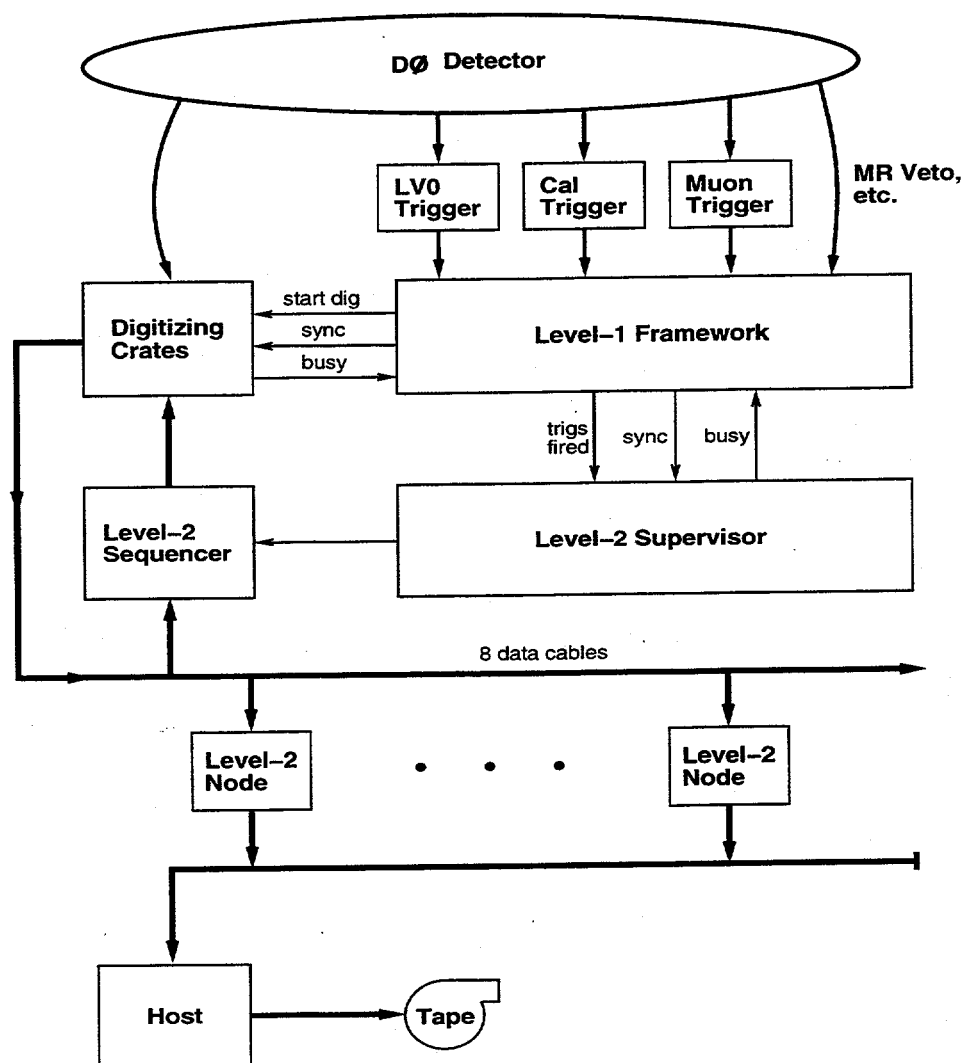 DØ Detector
LV0
Trigger
Cal
Trigger
Muon
Trigger
MR Veto,
etc.
Digitizing
Crates
start dig
sync
busy
Level–1 Framework
trigs
fired
sync
busy
Level–2
Sequencer
Level–2 Supervisor
8 data cables
Level–2
Node
Level–2
Node
Host
Tape